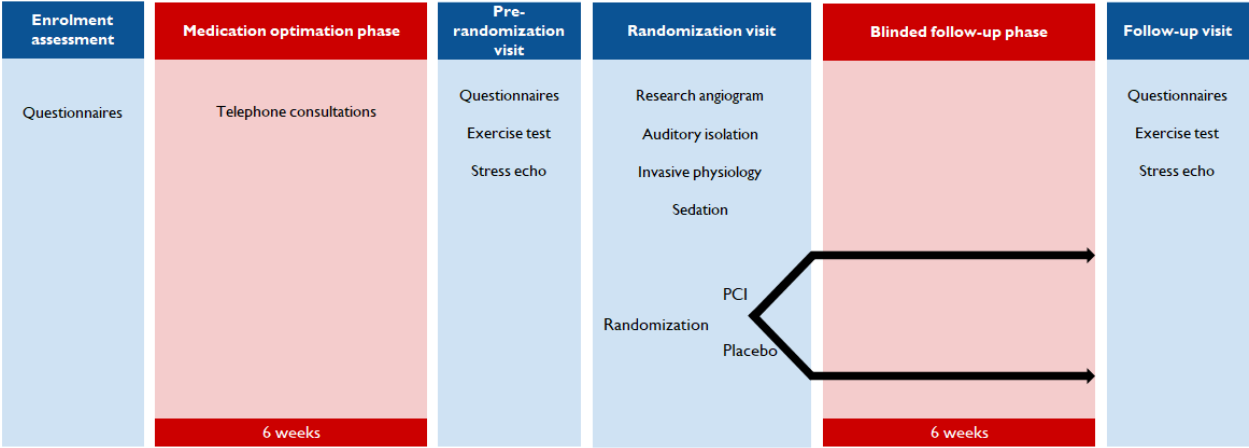 Enrolment
assessment
Questionnaires
Medication optimation phase
Telephone consultations
6 weeks
Pre-
randomization
visit
Questionnaires
Exercise test
Stress echo
Randomization visit
Research angiogram
Auditory isolation
Invasive physiology
Sedation
PCI
Randomization
Placebo
Blinded follow-up phase
6 weeks
Follow-up visit
Questionnaires
Exercise test
Stress echo